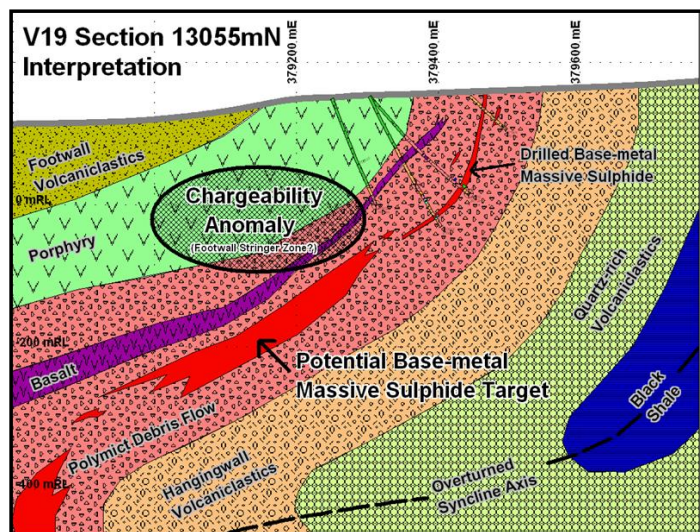 V19 Section 13055mN
Interpretation
379200 mE
379400 mE
379600 mE
Footwall
Volcaniclastics
Drilled Base-metal
Massive Sulphide
0 mRL
Chargeability
Anomaly
(Footwall Stringer Zone?)
Porphyry
Quartz-rich
Volcaniclastics
-200 mRL
Basalt
Potential Base-metal
Massive Sulphide Target
Black
Shale
Polymict Debris Flow
Hangingwall
Volcaniclastics
-400 mRL
Overturned
Syncline Axis